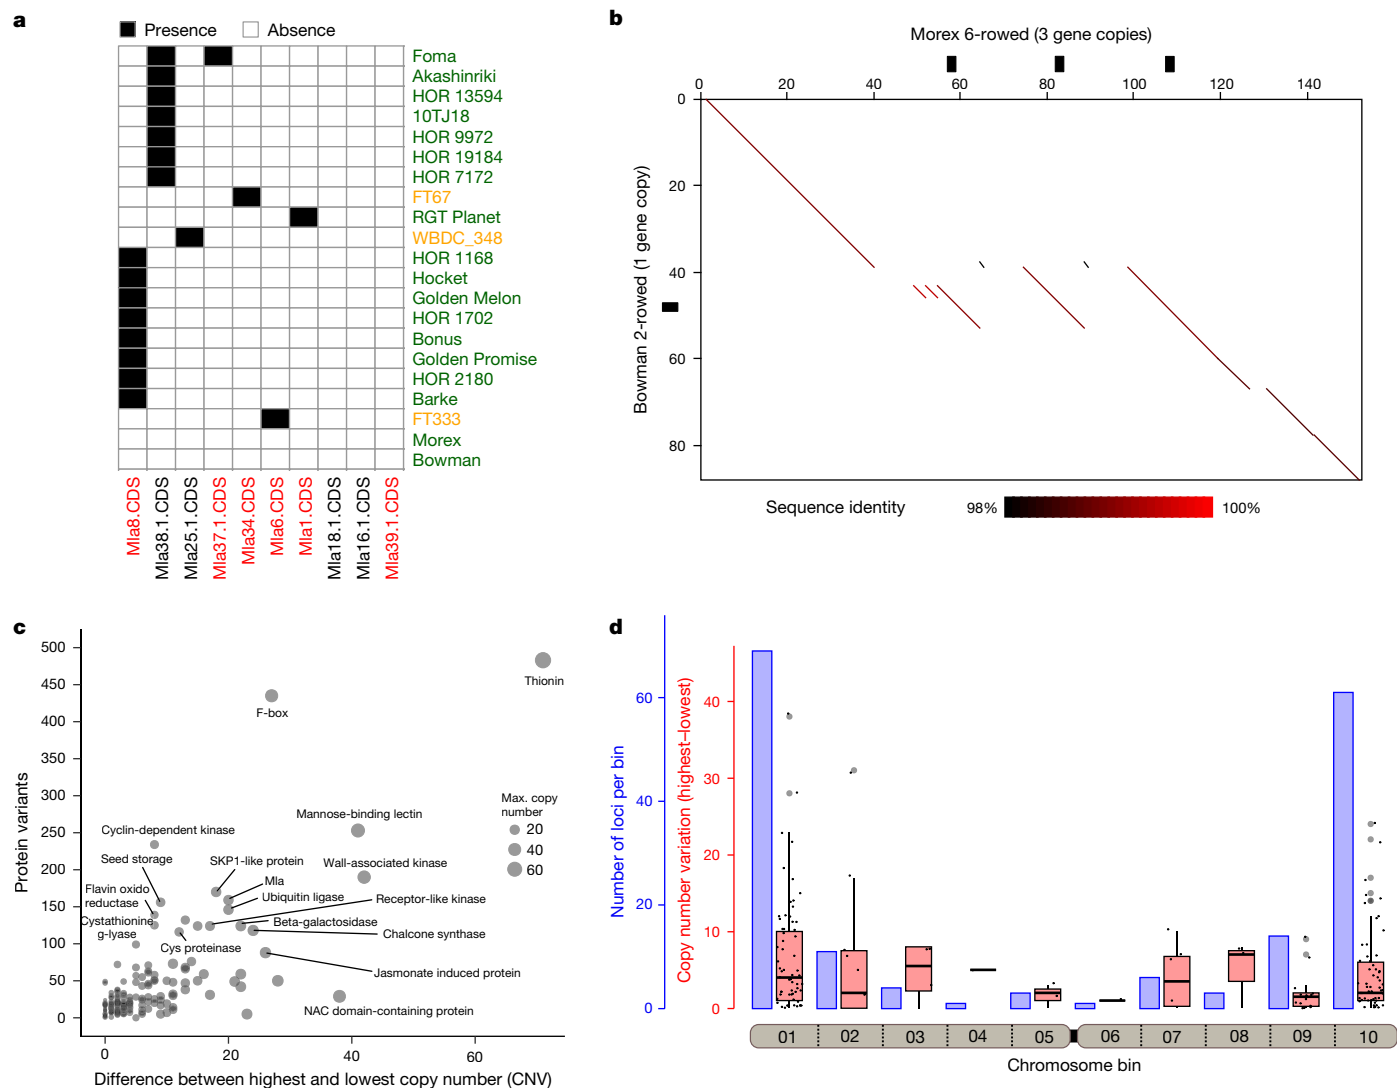 a
Presence
Absence
Foma
Akashinriki
HOR 13594
10TJ18
HOR 9972
HOR 19184
HOR 7172
FT67
RGT Planet
WBDC_348
HOR 1168
Hocket
Golden Melon
HOR 1702
Bonus
Golden Promise
HOR 2180
Barke
FT333
Morex
Bowman
Mla8.CDS
Mla38.1.CDS
Mla25.1.CDS
Mla37.1.CDS
Mla34.CDS
Mla6.CDS
Mla1.CDS
Mla18.1.CDS
Mla16.1.CDS
Mla39.1.CDS
b
Morex 6-rowed (3 gene copies)
0 20 40 60 80 100 120 140
Bowman 2-rowed (1 gene copy)
0
20
40
60
80
Sequence identity 98% 100%
c
Protein variants
500
450
400
350
300
250
200
150
100
50
0
Thionin
F-box
Max. copy
number
20
40
60
Mannose-binding lectin
Cyclin-dependent kinase
Seed storage
SKP1-like protein
Wall-associated kinase
Mla
Flavin oxido
reductase
Ubiquitin ligase
Receptor-like kinase
Cystathionine
g-lyase
Beta-galactosidase
Cys proteinase
Chalcone synthase
Jasmonate induced protein
NAC domain-containing protein
0 20 40 60
Difference between highest and lowest copy number (CNV)
d
Number of loci per bin
60
40
20
0
Copy number variation (highest–lowest)
40
30
20
10
0
01 02 03 04 05 06 07 08 09 10
Chromosome bin